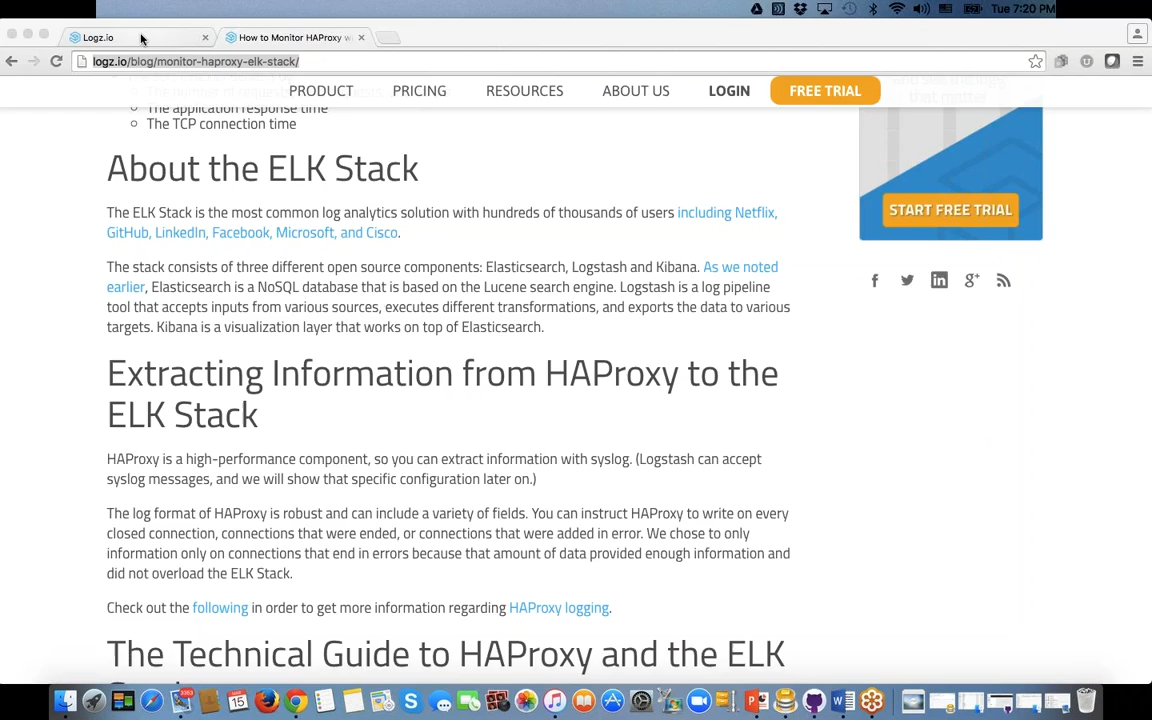 Tue 7:20 PM
Logz.io
How to Monitor HAProxy w
logz.io/blog/monitor-haproxy-elk-stack/
PRODUCT
PRICING
RESOURCES
ABOUT US
LOGIN
FREE TRIAL
that matter
The application response time
The TCP connection time
About the ELK Stack
The ELK Stack is the most common log analytics solution with hundreds of thousands of users including Netflix,
GitHub, LinkedIn, Facebook, Microsoft, and Cisco.
START FREE TRIAL
The stack consists of three different open source components: Elasticsearch, Logstash and Kibana. As we noted
earlier, Elasticsearch is a NoSQL database that is based on the Lucene search engine. Logstash is a log pipeline
tool that accepts inputs from various sources, executes different transformations, and exports the data to various
targets. Kibana is a visualization layer that works on top of Elasticsearch.
Extracting Information from HAProxy to the
ELK Stack
HAProxy is a high-performance component, so you can extract information with syslog. (Logstash can accept
syslog messages, and we will show that specific configuration later on.)
The log format of HAProxy is robust and can include a variety of fields. You can instruct HAProxy to write on every
closed connection, connections that were ended, or connections that were added in error. We chose to only
information only on connections that end in errors because that amount of data provided enough information and
did not overload the ELK Stack.
Check out the following in order to get more information regarding HAProxy logging.
The Technical Guide to HAProxy and the ELK